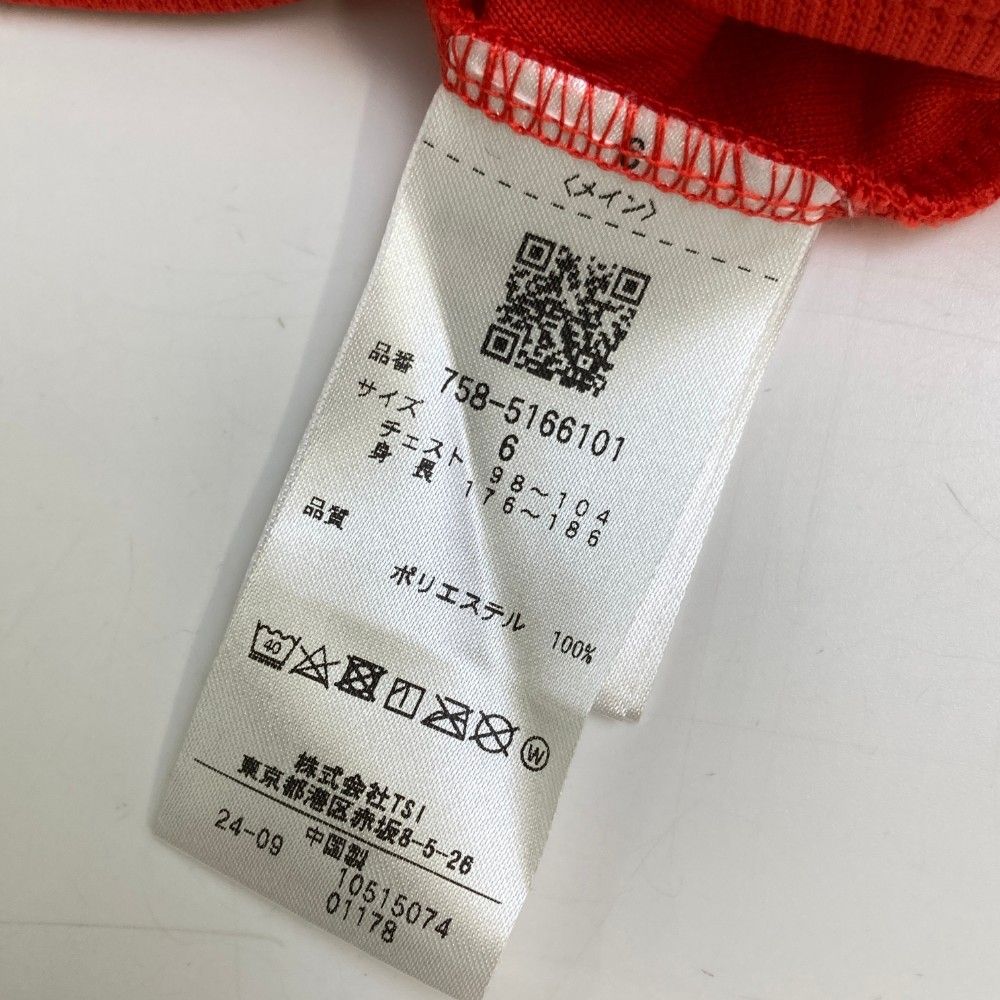 〈メイン〉
品番 758-5166101
サイズ 6
チェスト 98～104
身長 176～186
品質
ポリエステル 100%
40
W
株式会社TSI
東京都港区赤坂8-5-26
24-09 中国製
10515074
01178